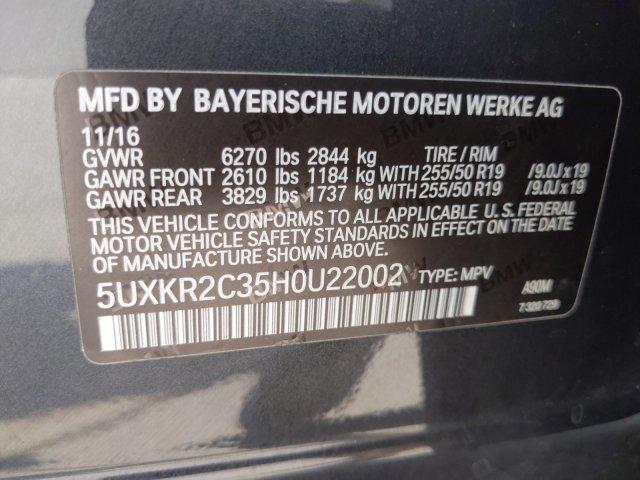 MFD BY BAYERISCHE MOTOREN WERKE AG
11/16
GVWR 6270 lbs 2844 kg TIRE / RIM
GAWR FRONT 2610 lbs 1184 kg WITH 255/50 R19 /9.0J x 19
GAWR REAR 3829 lbs 1737 kg WITH 255/50 R19 /9.0J x 19
THIS VEHICLE CONFORMS TO ALL APPLICABLE U. S. FEDERAL
MOTOR VEHICLE SAFETY STANDARDS IN EFFECT ON THE DATE
OF MANUFACTURE SHOWN ABOVE.
5UXKR2C35H0U22002 TYPE: MPV A90M
7 320 729